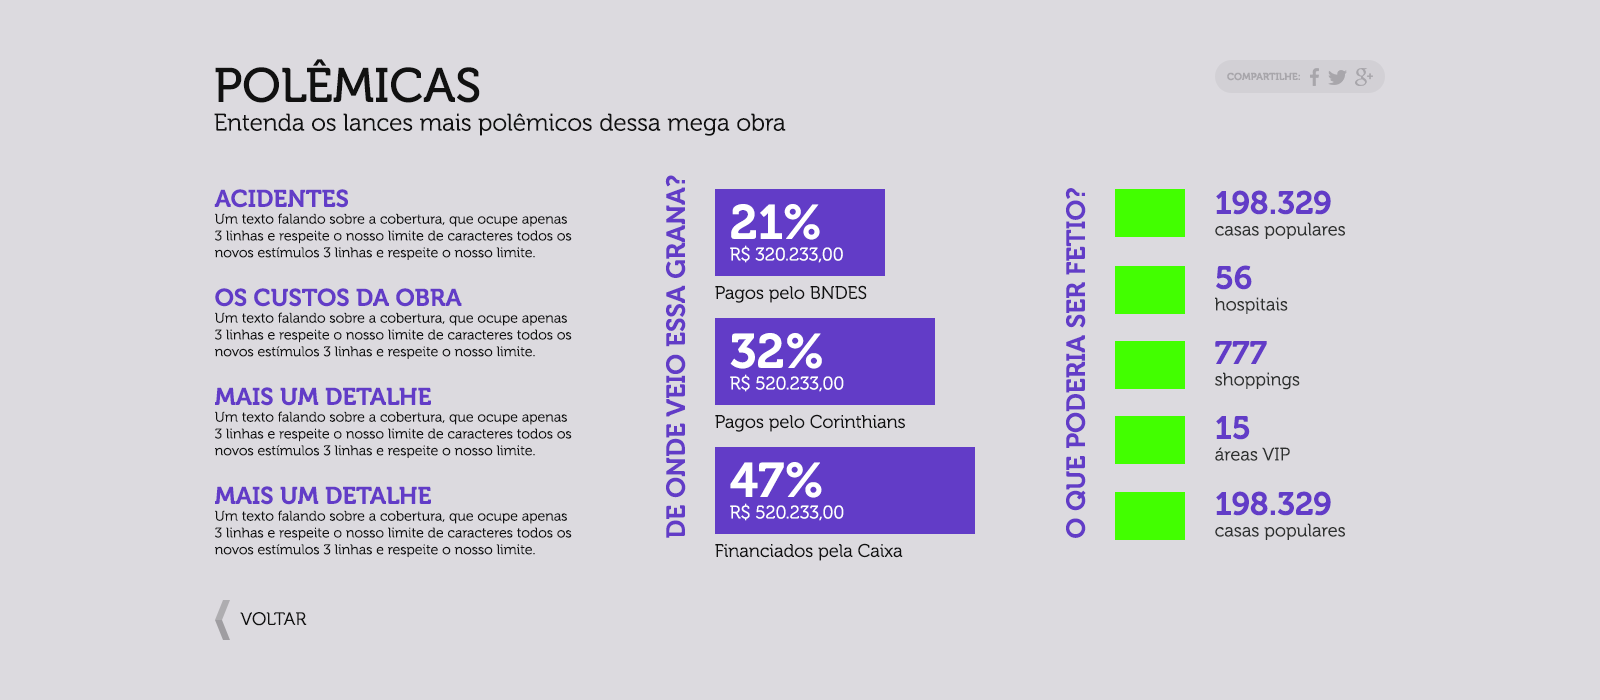 POLÊMICAS
Entenda os lances mais polêmicos dessa mega obra
COMPARTILHE:
ACIDENTES
Um texto falando sobre a cobertura, que ocupe apenas
3 linhas e respeite o nosso limite de caracteres todos os
novos estímulos 3 linhas e respeite o nosso limite.
OS CUSTOS DA OBRA
Um texto falando sobre a cobertura, que ocupe apenas
3 linhas e respeite o nosso limite de caracteres todos os
novos estímulos 3 linhas e respeite o nosso limite.
MAIS UM DETALHE
Um texto falando sobre a cobertura, que ocupe apenas
3 linhas e respeite o nosso limite de caracteres todos os
novos estímulos 3 linhas e respeite o nosso limite.
MAIS UM DETALHE
Um texto falando sobre a cobertura, que ocupe apenas
3 linhas e respeite o nosso limite de caracteres todos os
novos estímulos 3 linhas e respeite o nosso limite.
DE ONDE VEIO ESSA GRANA?
21%
R$ 320.233,00
Pagos pelo BNDES
32%
R$ 520.233,00
Pagos pelo Corinthians
47%
R$ 520.233,00
Financiados pela Caixa
O QUE PODERIA SER FETIO?
198.329
casas populares
56
hospitais
777
shoppings
15
áreas VIP
198.329
casas populares
VOLTAR